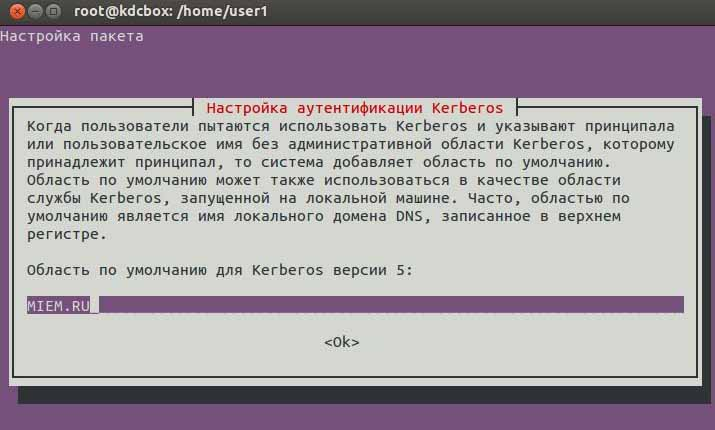 root@kdcbox: /home/user1
Настройка пакета
Настройка аутентификации Kerberos
Когда пользователи пытаются использовать Kerberos и указывают принципала
или пользовательское имя без административной области Kerberos, которому
принадлежит принципал, то система добавляет область по умолчанию.
Область по умолчанию может также использоваться в качестве области
службы Kerberos, запущенной на локальной машине. Часто, областью по
умолчанию является имя локального домена DNS, записанное в верхнем
регистре.
Область по умолчанию для Kerberos версии 5:
MIEM.RU
<Ok>